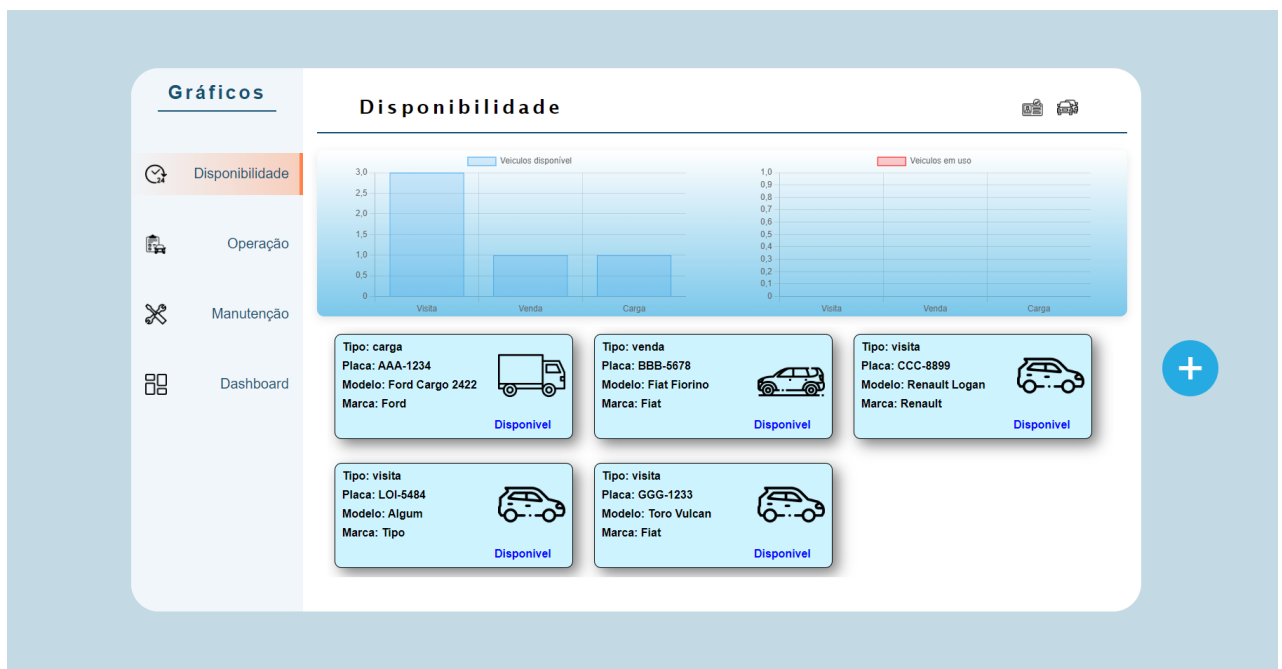 Gráficos
Disponibilidade
Operação
Manutenção
Dashboard
Disponibilidade
Veiculos disponível
3,0
2,5
2,0
1,5
1,0
0,5
0
Visita
Venda
Carga
Veiculos em uso
1,0
0,9
0,8
0,7
0,6
0,5
0,4
0,3
0,2
0,1
0
Visita
Venda
Carga
Tipo: carga
Placa: AAA-1234
Modelo: Ford Cargo 2422
Marca: Ford
Disponivel
Tipo: venda
Placa: BBB-5678
Modelo: Fiat Fiorino
Marca: Fiat
Disponivel
Tipo: visita
Placa: CCC-8899
Modelo: Renault Logan
Marca: Renault
Disponivel
Tipo: visita
Placa: LOI-5484
Modelo: Algum
Marca: Tipo
Disponivel
Tipo: visita
Placa: GGG-1233
Modelo: Toro Vulcan
Marca: Fiat
Disponivel
+